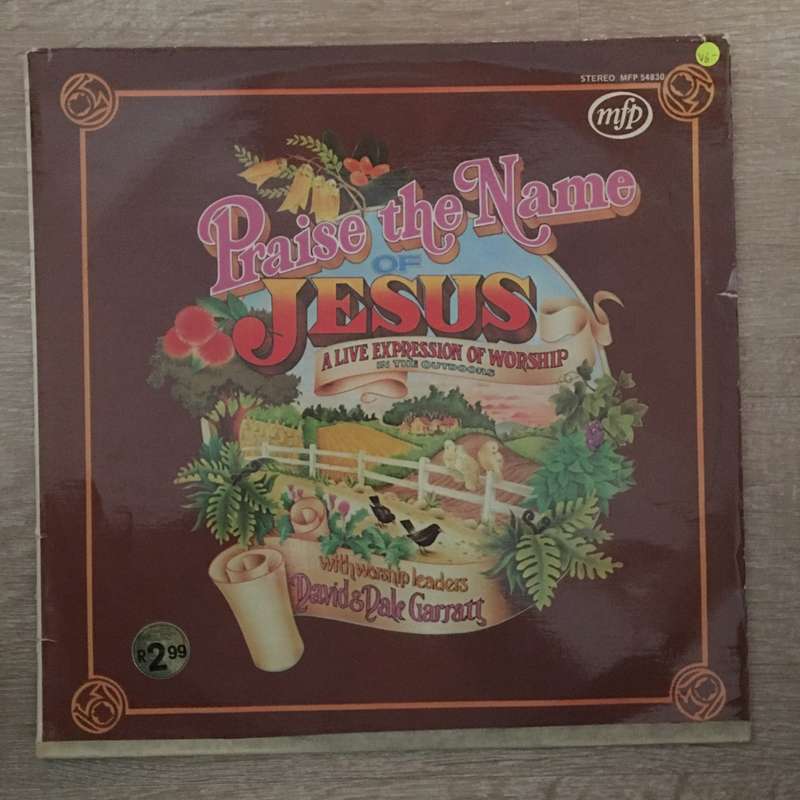 STEREO MFP 54830
mfp
Praise the Name
OF
JESUS
A LIVE EXPRESSION OF WORSHIP
IN THE OUTDOORS
with worship leaders
David & Dale Garratt
R2.99